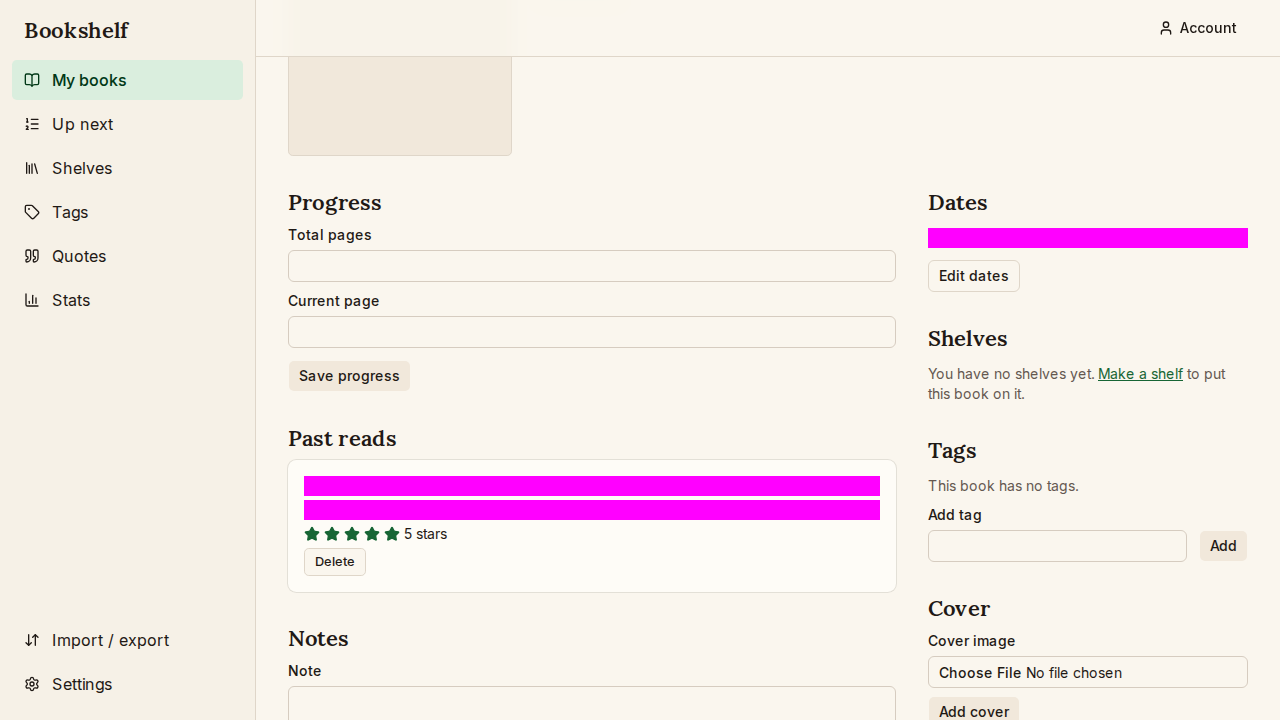 Bookshelf
My books
Up next
Shelves
Tags
Quotes
Stats
Import / export
Settings
Account
Progress
Total pages
Current page
Save progress
Past reads
5 stars
Delete
Notes
Note
Dates
Edit dates
Shelves
You have no shelves yet. Make a shelf to put
this book on it.
Tags
This book has no tags.
Add tag
Add
Cover
Cover image
Choose File No file chosen
Add cover